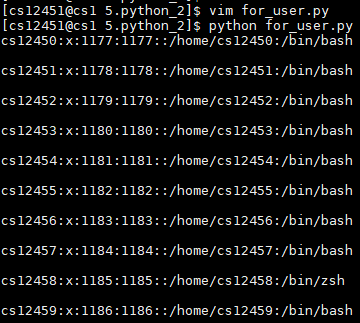 [cs12451@cs1 5.python_2]$ vim for_user.py
[cs12451@cs1 5.python_2]$ python for_user.py
cs12450:x:1177:1177::/home/cs12450:/bin/bash
cs12451:x:1178:1178::/home/cs12451:/bin/bash
cs12452:x:1179:1179::/home/cs12452:/bin/bash
cs12453:x:1180:1180::/home/cs12453:/bin/bash
cs12454:x:1181:1181::/home/cs12454:/bin/bash
cs12455:x:1182:1182::/home/cs12455:/bin/bash
cs12456:x:1183:1183::/home/cs12456:/bin/bash
cs12457:x:1184:1184::/home/cs12457:/bin/bash
cs12458:x:1185:1185::/home/cs12458:/bin/zsh
cs12459:x:1186:1186::/home/cs12459:/bin/bash